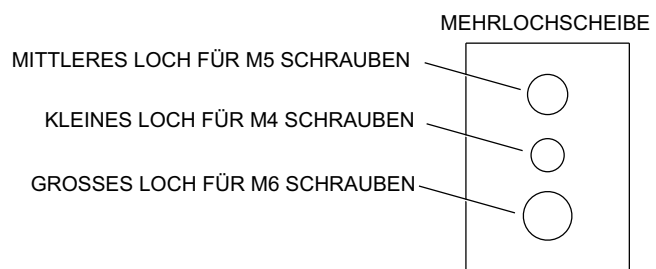 MEHRLOCHSCHEIBE
MITTLERES LOCH FÜR M5 SCHRAUBEN
KLEINES LOCH FÜR M4 SCHRAUBEN
GROSSES LOCH FÜR M6 SCHRAUBEN